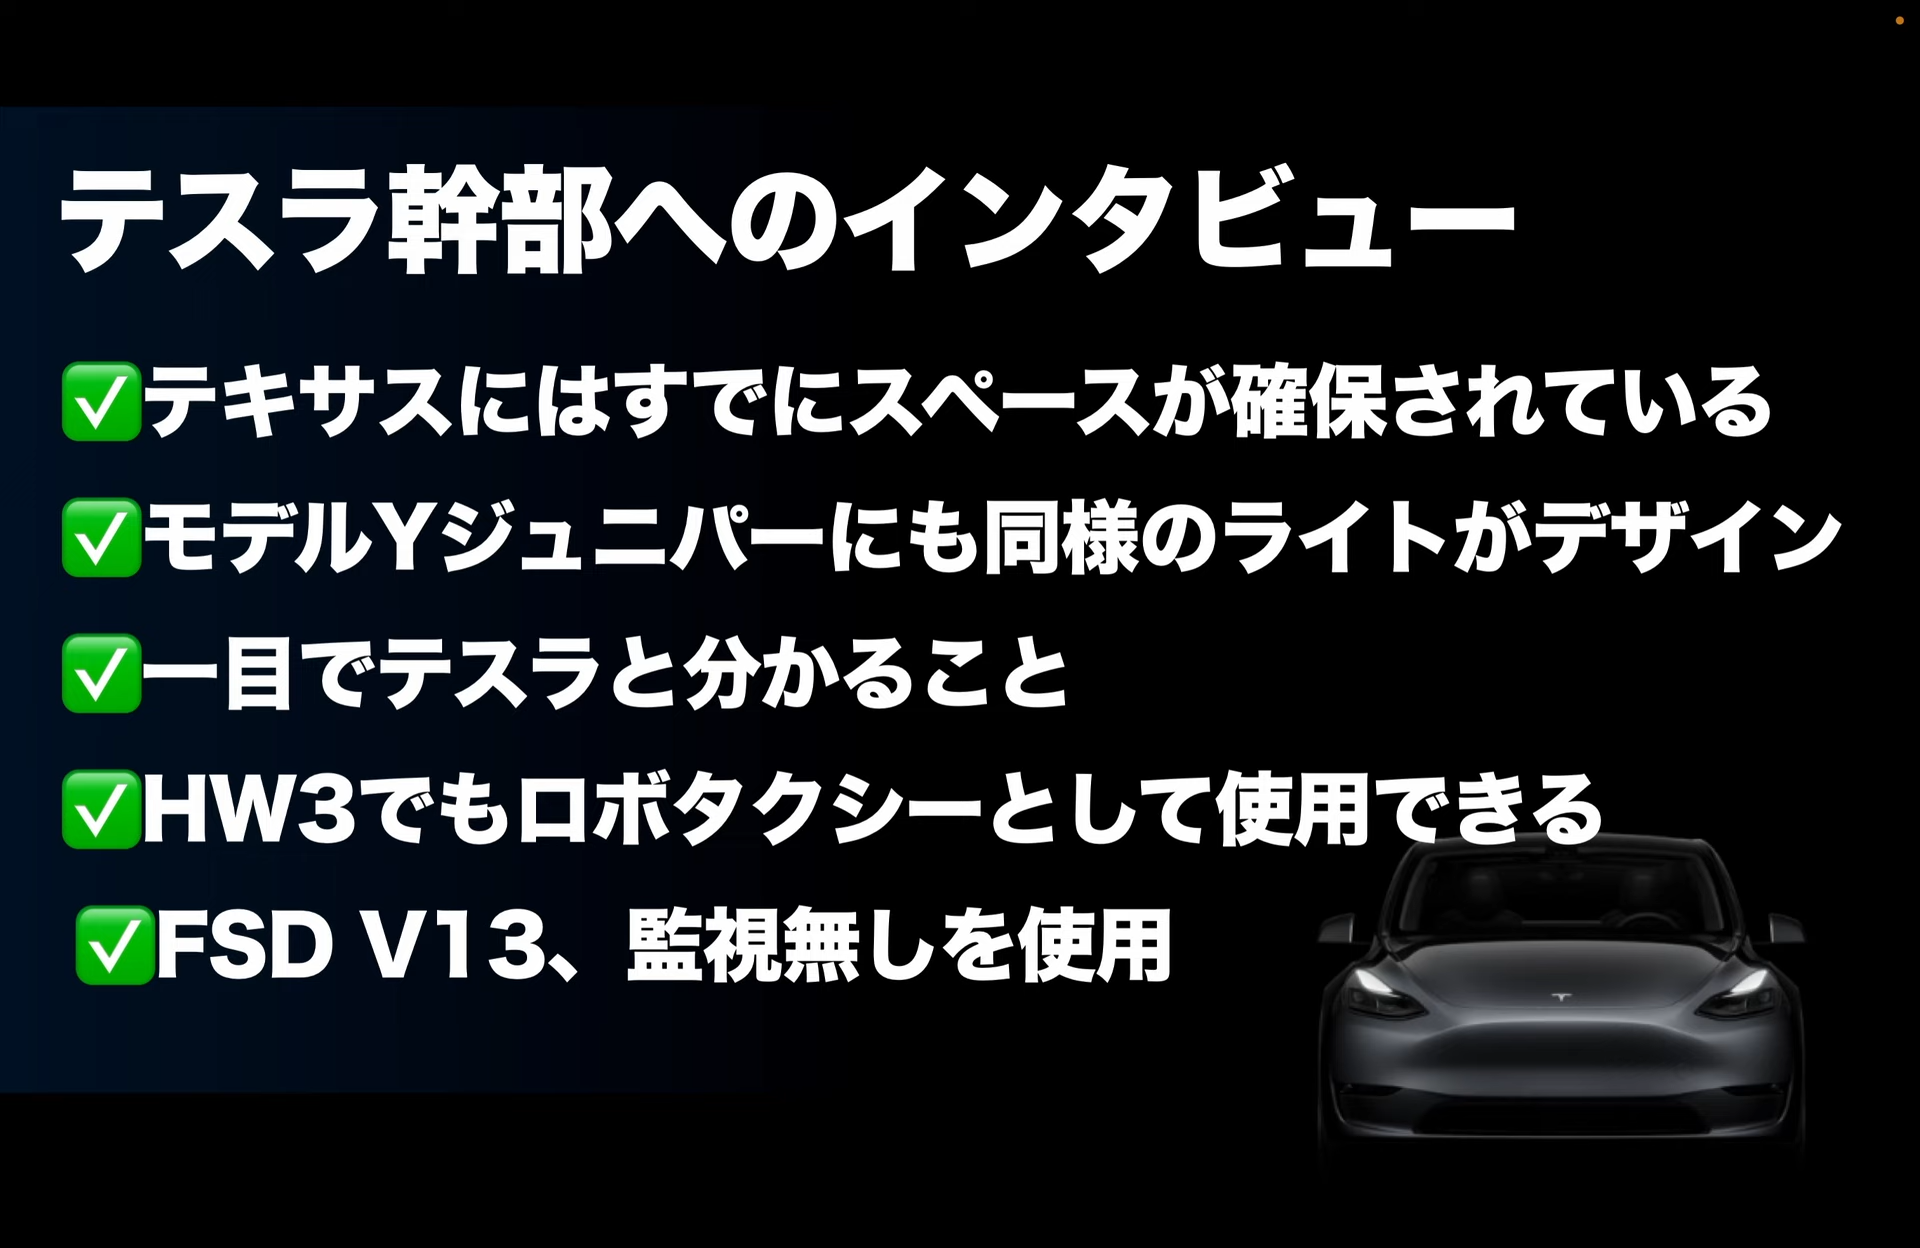 テスラ幹部へのインタビュー
✅テキサスにはすでにスペースが確保されている
✅モデルYジュニパーにも同様のライトがデザイン
✅一目でテスラと分かること
✅HW3でもロボタクシーとして使用できる
✅FSD V13、監視無しを使用